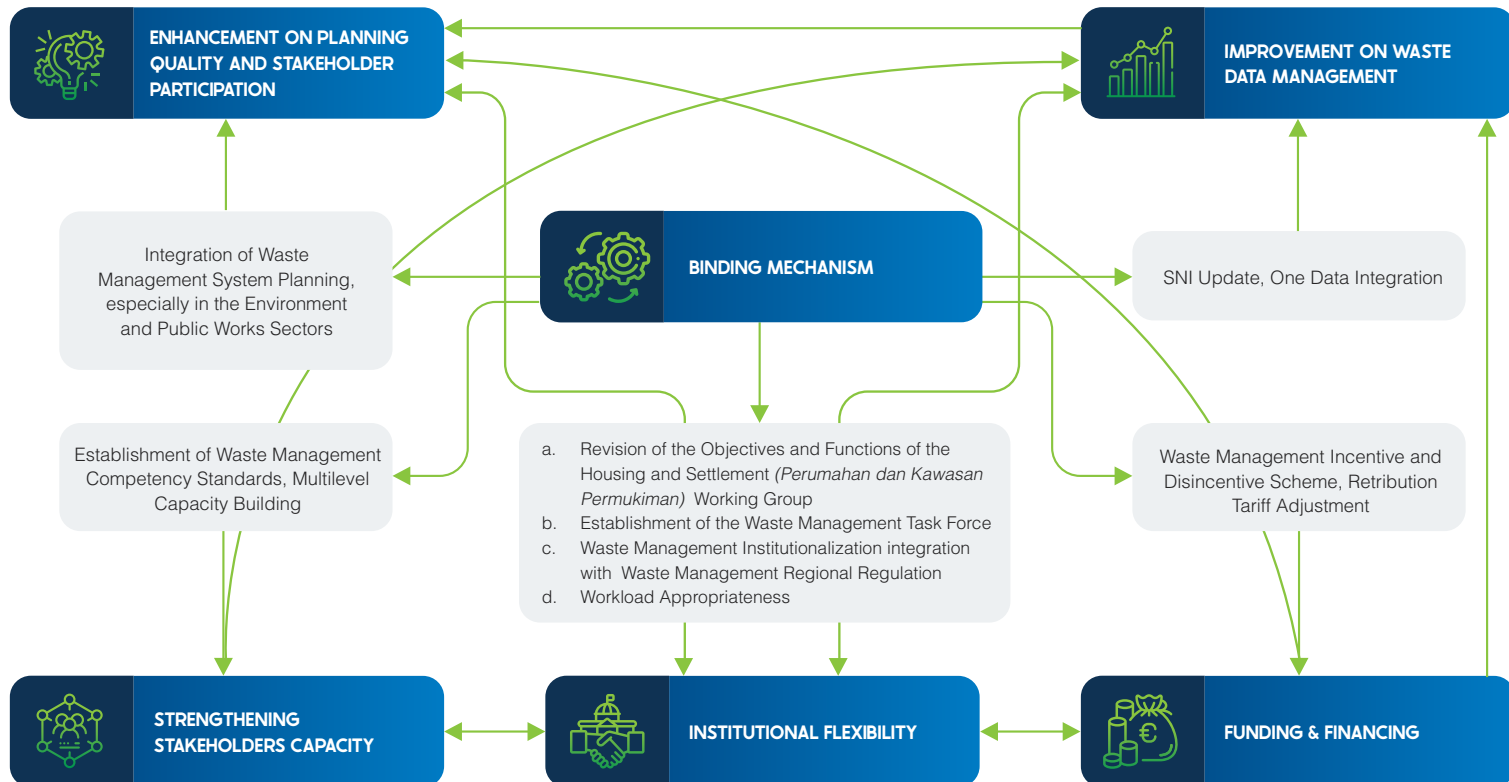 ENHANCEMENT ON PLANNING
QUALITY AND STAKEHOLDER
PARTICIPATION
IMPROVEMENT ON WASTE
DATA MANAGEMENT
Integration of Waste
Management System Planning,
especially in the Environment
and Public Works Sectors
BINDING MECHANISM
SNI Update, One Data Integration
Establishment of Waste Management
Competency Standards, Multilevel
Capacity Building
a. Revision of the Objectives and Functions of the
Housing and Settlement (Perumahan dan Kawasan
Permukiman) Working Group
b. Establishment of the Waste Management Task Force
c. Waste Management Institutionalization integration
with Waste Management Regional Regulation
d. Workload Appropriateness
Waste Management Incentive and
Disincentive Scheme, Retribution
Tariff Adjustment
STRENGTHENING
STAKEHOLDERS CAPACITY
INSTITUTIONAL FLEXIBILITY
€
FUNDING & FINANCING